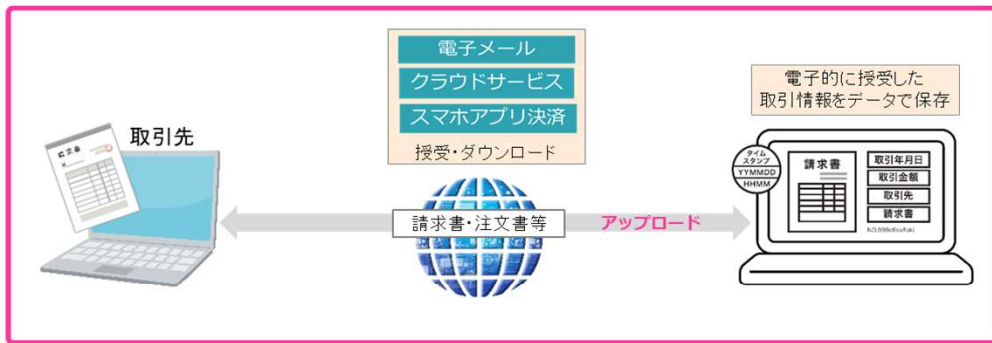 電子メール
クラウドサービス
スマホアプリ決済
授受・ダウンロード
取引先
請求書
請求書・注文書等
アップロード
電子的に授受した
取引情報をデータで保存
タイム
スタンプ
YYMMDD
HHMM
請求書
取引年月日
取引金額
取引先
請求書